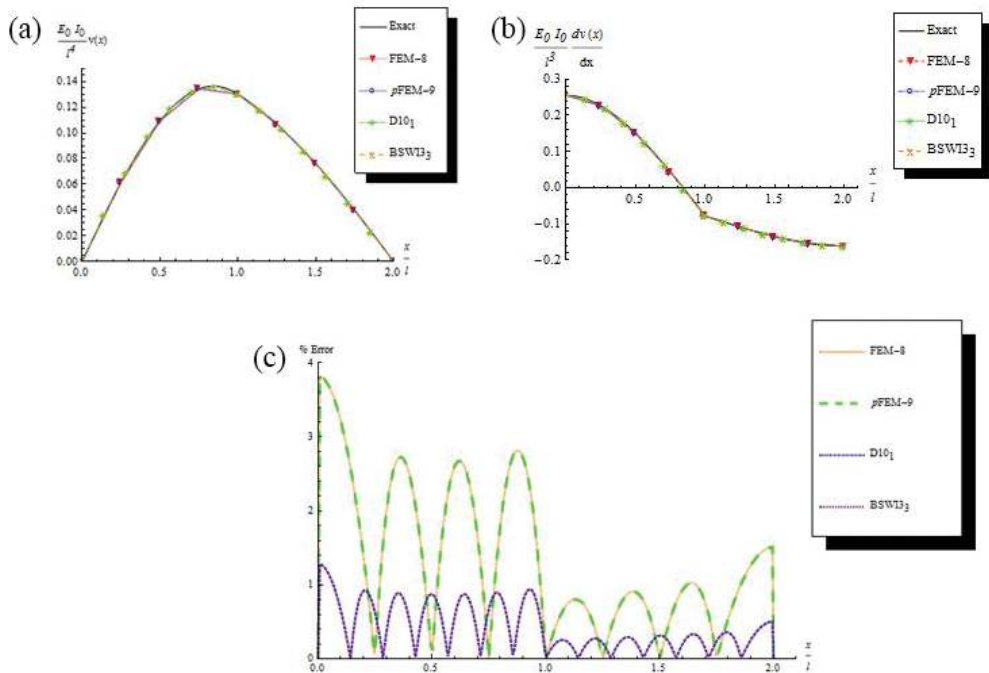 (a)
E0 I0
l^4
v(x)
0.14
0.12
0.10
0.08
0.06
0.04
0.02
0.00
0.0
0.5
1.0
1.5
2.0
x
l
Exact
FEM-8
pFEM-9
D10₁
BSWI3₃
(b)
E0 I0 dv(x)
l^3 dx
0.3
0.2
0.1
0.0
-0.1
-0.2
0.5
1.0
1.5
2.0
x
l
Exact
FEM-8
pFEM-9
D10₁
BSWI3₃
(c)
% Error
4
3
2
1
0
0.0
0.5
1.0
1.5
2.0
x
l
FEM-8
pFEM-9
D10₁
BSWI3₃